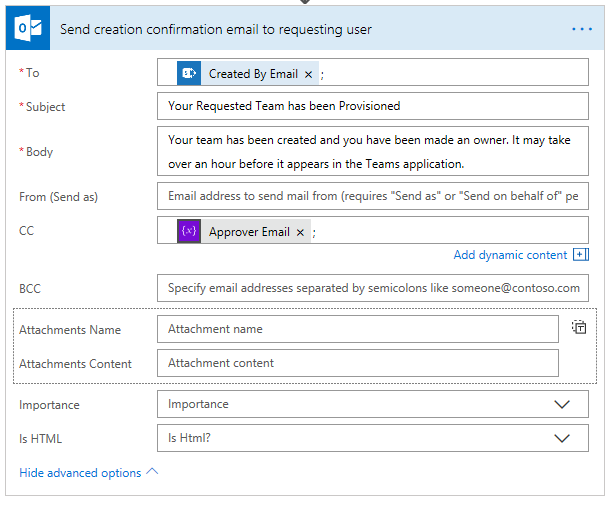 Send creation confirmation email to requesting user ...
* To Created By Email × ;
* Subject Your Requested Team has been Provisioned
* Body Your team has been created and you have been made an owner. It may take
over an hour before it appears in the Teams application.
From (Send as) Email address to send mail from (requires "Send as" or "Send on behalf of" pe
CC {x} Approver Email × ;
Add dynamic content
BCC Specify email addresses separated by semicolons like someone@contoso.com
Attachments Name Attachment name
Attachments Content Attachment content
Importance Importance
Is HTML Is Html?
Hide advanced options